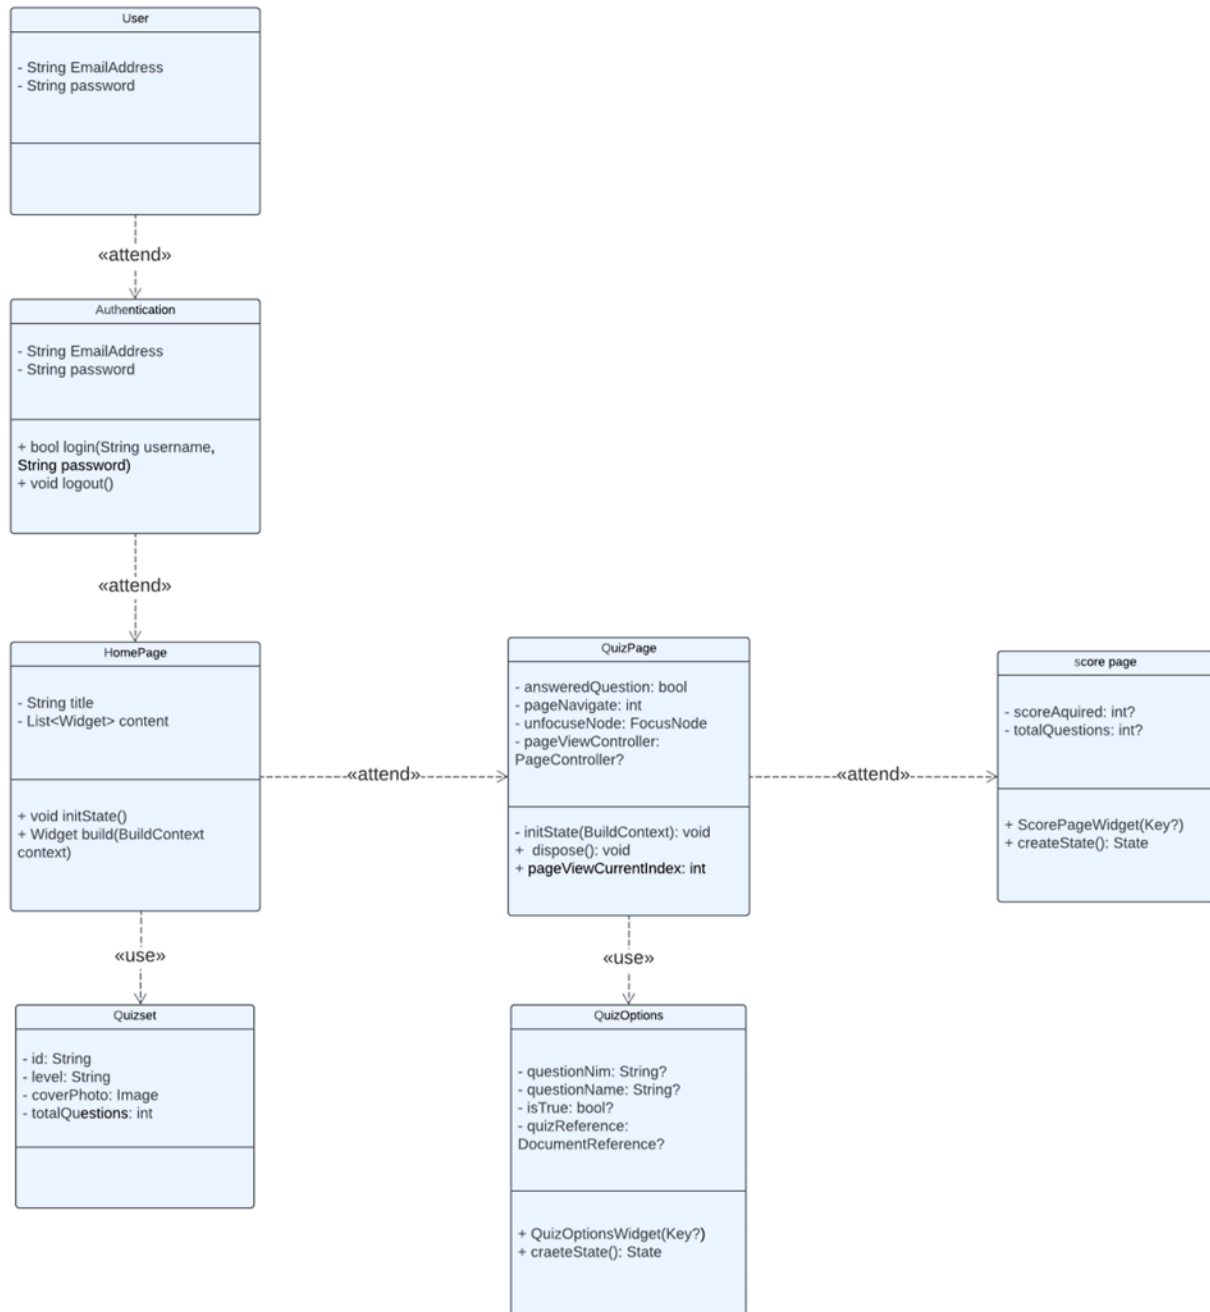 User
- String EmailAddress
- String password
«attend»
Authentication
- String EmailAddress
- String password
+ bool login(String username,
String password)
+ void logout()
«attend»
HomePage
- String title
- List<Widget> content
+ void initState()
+ Widget build(BuildContext
context)
«attend»
QuizPage
- answeredQuestion: bool
- pageNavigate: int
- unfocuseNode: FocusNode
- pageViewController:
PageController?
- initState(BuildContext): void
+ dispose(): void
+ pageViewCurrentIndex: int
«attend»
score page
- scoreAquired: int?
- totalQuestions: int?
+ ScorePageWidget(Key?)
+ createState(): State
«use»
Quizset
- id: String
- level: String
- coverPhoto: Image
- totalQuestions: int
«use»
QuizOptions
- questionNim: String?
- questionName: String?
- isTrue: bool?
- quizReference:
DocumentReference?
+ QuizOptionsWidget(Key?)
+ craeteState(): State